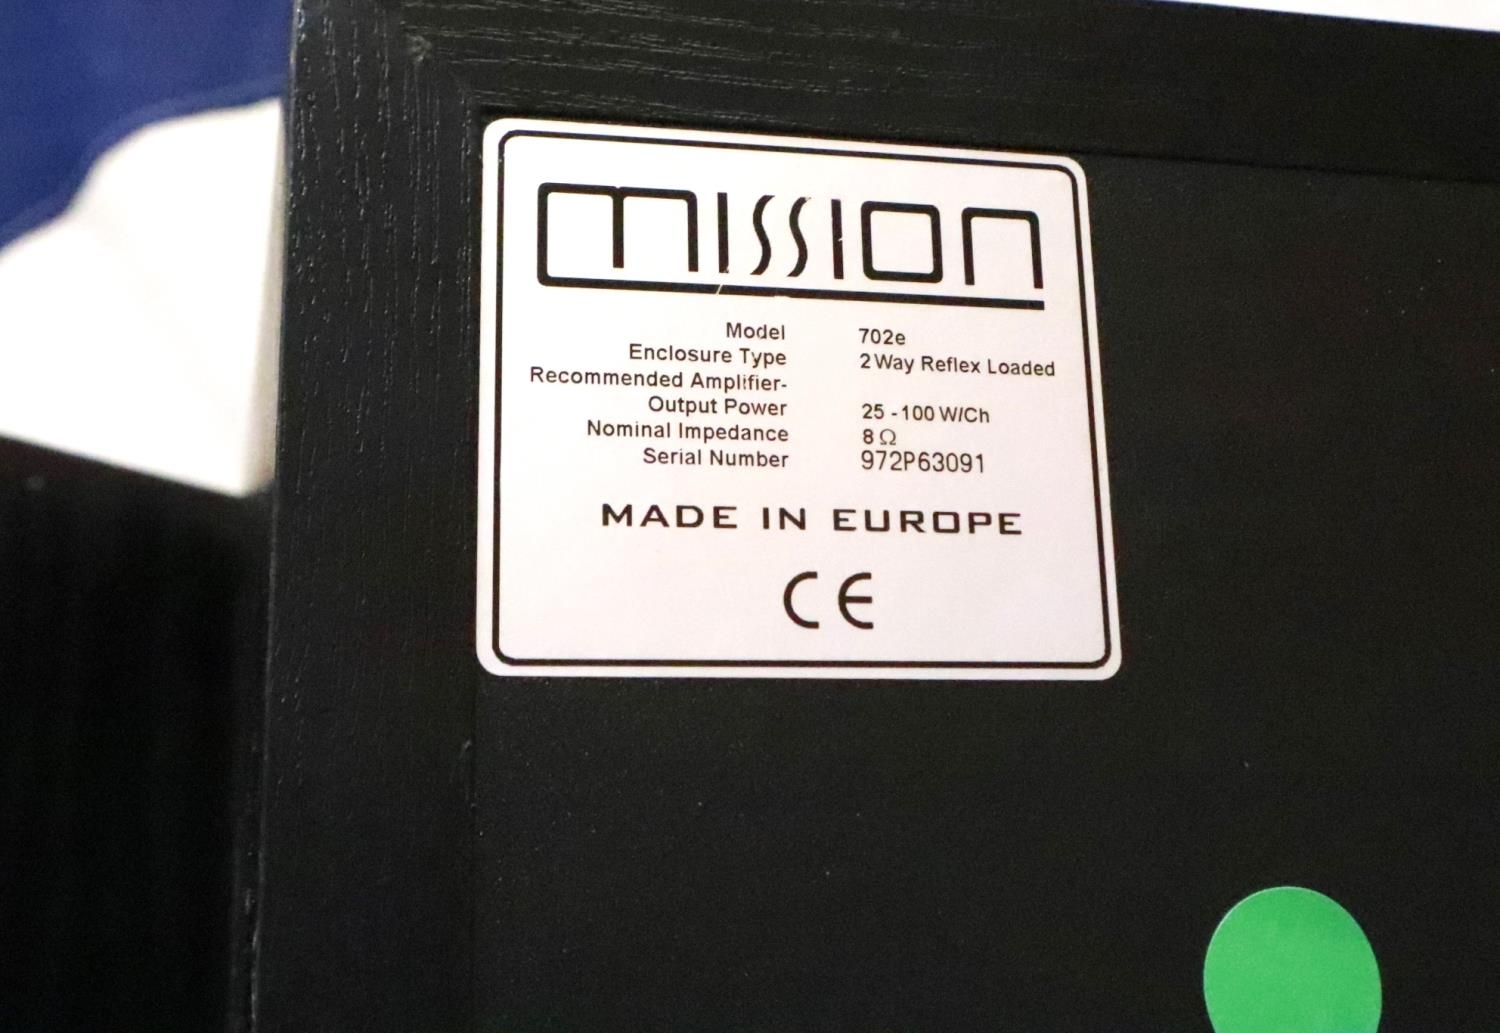 mission
Model 702e
Enclosure Type 2 Way Reflex Loaded
Recommended Amplifier-
Output Power 25 - 100 W/Ch
Nominal Impedance 8 Ω
Serial Number 972P63091
MADE IN EUROPE
CE